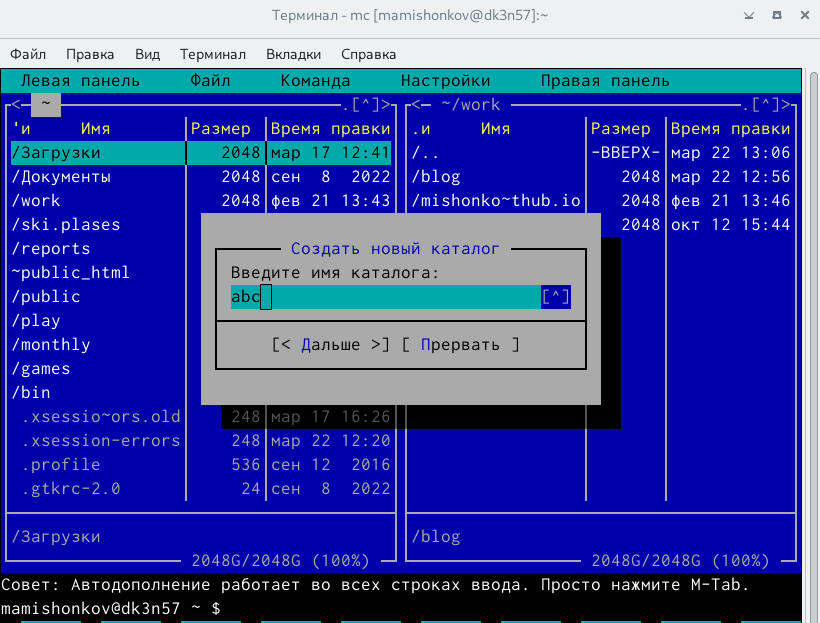 Терминал - mc [mamishonkov@dk3n57]:~
Файл Правка Вид Терминал Вкладки Справка
Левая панель Файл Команда Настройки Правая панель
<─ ~ .[^]> <─ ~/work .[^]>
'и Имя Размер Время правки .и Имя Размер Время правки
/Загрузки 2048 мар 17 12:41 /.. -ВВЕРХ- мар 22 13:06
/Документы 2048 сен 8 2022 /blog 2048 мар 22 12:56
/work 2048 фев 21 13:43 /mishonko~thub.io 2048 фев 21 13:46
/ski.plases 2048 окт 12 15:44
/reports Создать новый каталог
~public_html Введите имя каталога:
/public abc [^]
/play
/monthly [< Дальше >] [ Прервать ]
/games
/bin
.xsessio~ors.old 248 мар 17 16:26
.xsession-errors 248 мар 22 12:20
.profile 536 сен 12 2016
.gtkrc-2.0 24 сен 8 2022
/Загрузки /blog
2048G/2048G (100%) 2048G/2048G (100%)
Совет: Автодополнение работает во всех строках ввода. Просто нажмите M-Tab.
mamishonkov@dk3n57 ~ $